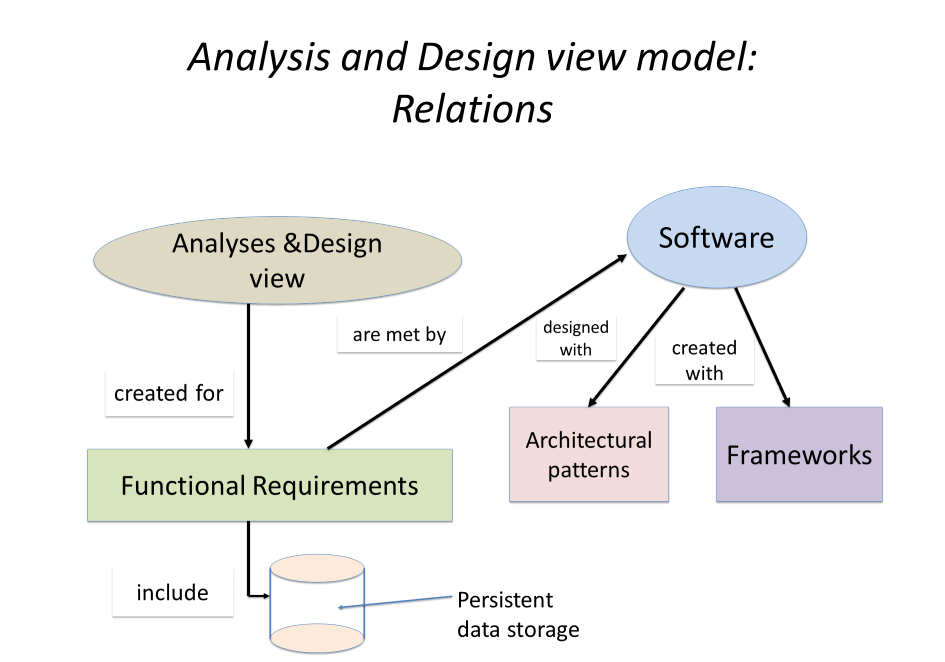 Analysis and Design view model:
Relations
Analyses &Design
view
Software
are met by
designed
with
created
with
created for
Architectural
patterns
Frameworks
Functional Requirements
include
Persistent
data storage